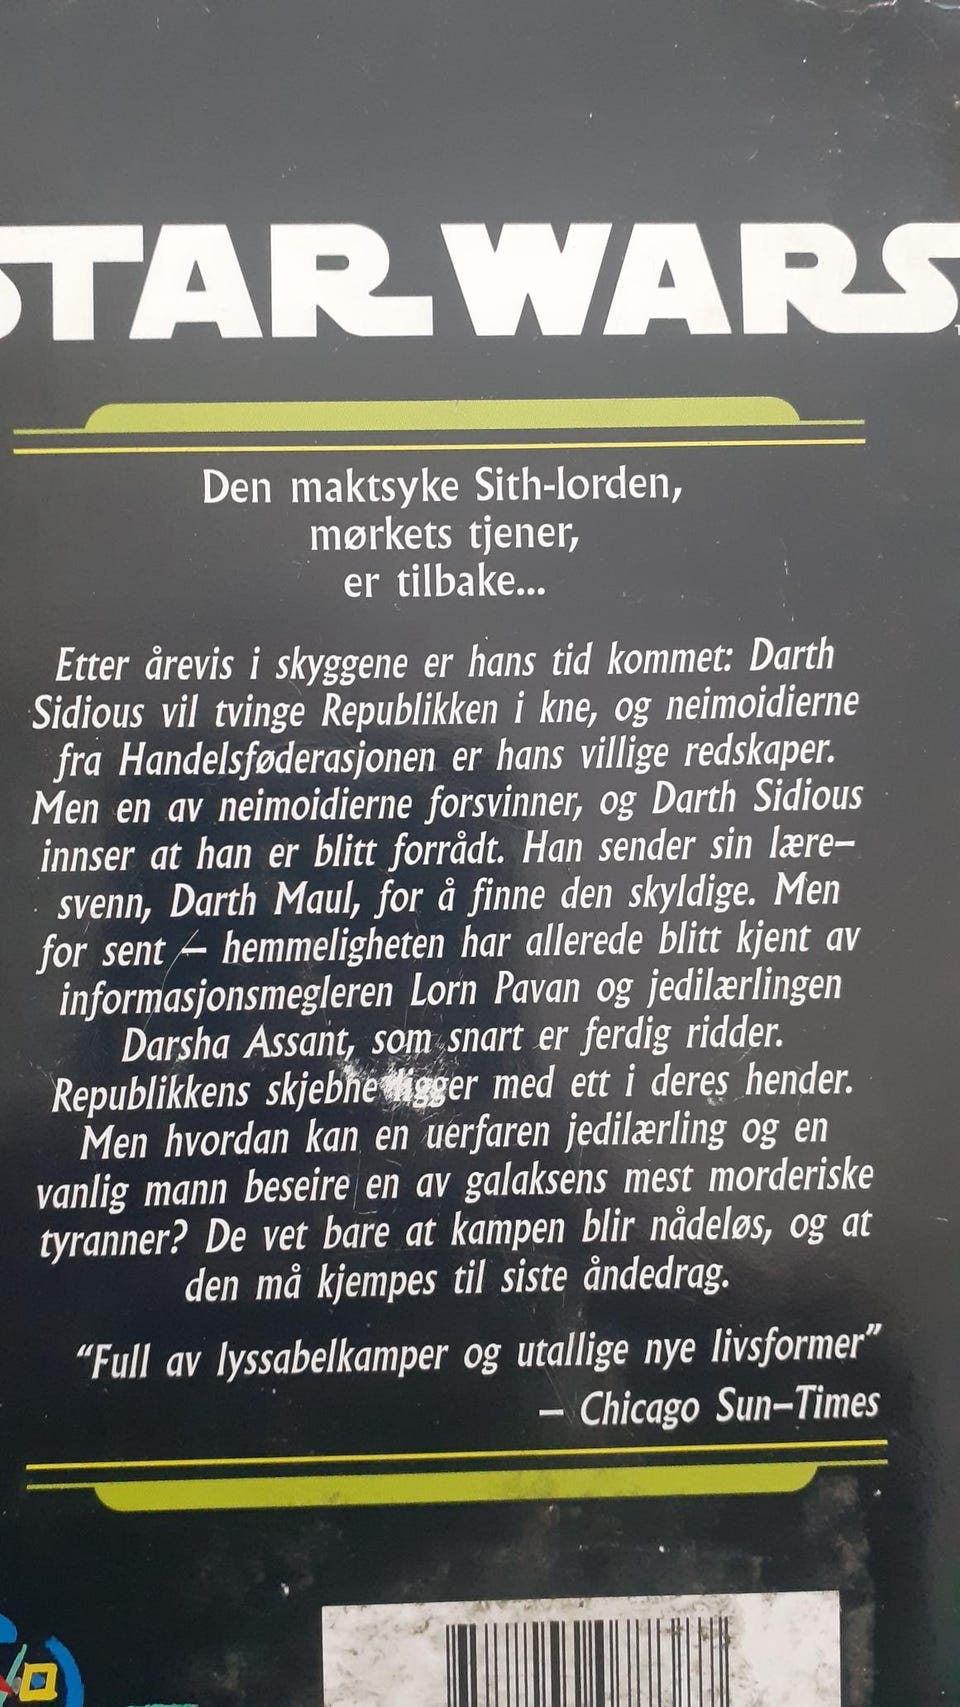 STAR WARS
Den maktsyke Sith-lorden,
mørkets tjener,
er tilbake...
Etter årevis i skyggene er hans tid kommet: Darth
Sidious vil tvinge Republikken i kne, og neimoidierne
fra Handelsføderasjonen er hans villige redskaper.
Men en av neimoidierne forsvinner, og Darth Sidious
innser at han er blitt forrådt. Han sender sin lære–
svenn, Darth Maul, for å finne den skyldige. Men
for sent – hemmeligheten har allerede blitt kjent av
informasjonsmegleren Lorn Pavan og jedilærlingen
Darsha Assant, som snart er ferdig ridder.
Republikkens skjebne ligger med ett i deres hender.
Men hvordan kan en uerfaren jedilærling og en
vanlig mann beseire en av galaksens mest morderiske
tyranner? De vet bare at kampen blir nådeløs, og at
den må kjempes til siste åndedrag.
“Full av lyssabelkamper og utallige nye livsformer”
– Chicago Sun–Times